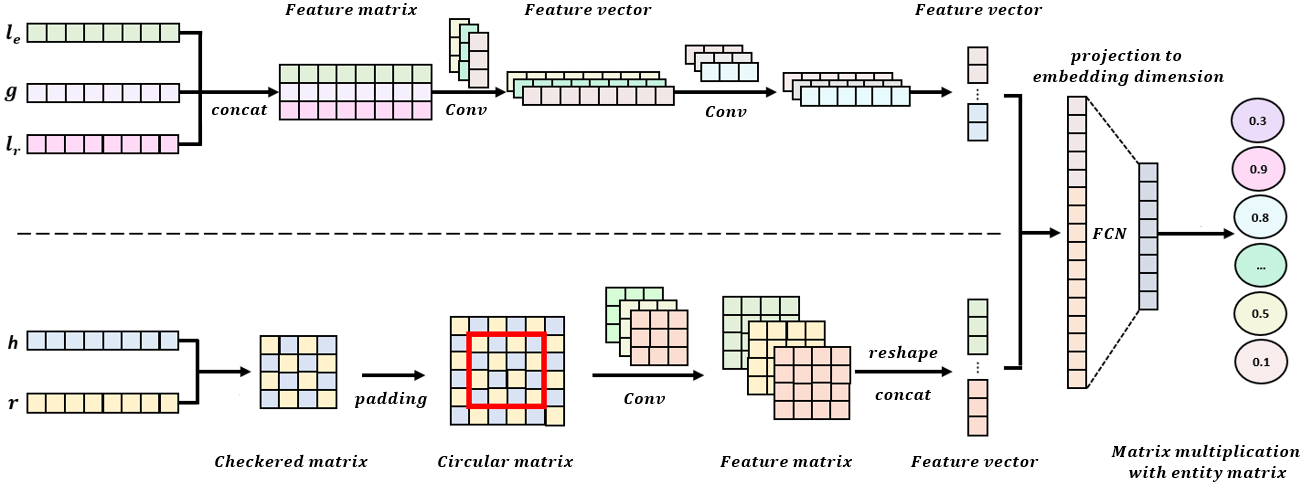 Feature matrix
Feature vector
Feature vector
l_e
g
l_r
concat
Conv
Conv
projection to
embedding dimension
FCN
0.3
0.9
0.8
...
0.5
0.1
h
r
padding
Conv
reshape
concat
Checkered matrix
Circular matrix
Feature matrix
Feature vector
Matrix multiplication
with entity matrix